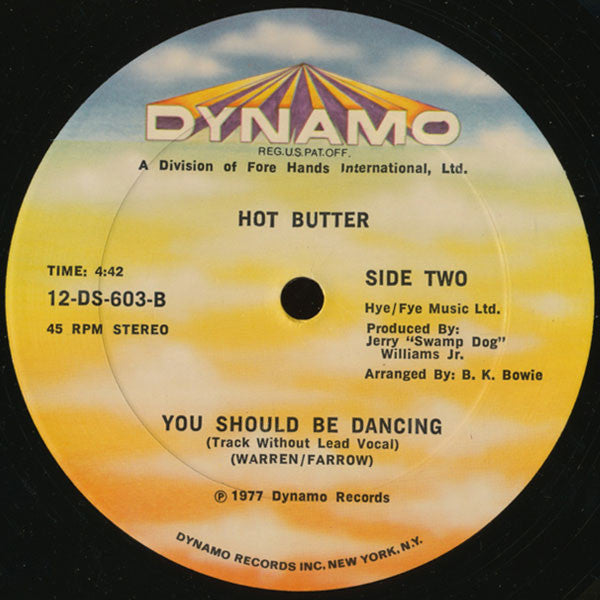 DYNAMO
REG.U.S.PAT.OFF.
A Division of Fore Hands International, Ltd.
HOT BUTTER
TIME: 4:42
12-DS-603-B
45 RPM STEREO
SIDE TWO
Hye/Fye Music Ltd.
Produced By:
Jerry "Swamp Dog"
Williams Jr.
Arranged By: B. K. Bowie
YOU SHOULD BE DANCING
(Track Without Lead Vocal)
(WARREN/FARROW)
℗ 1977 Dynamo Records
DYNAMO RECORDS INC. NEW YORK, N.Y.